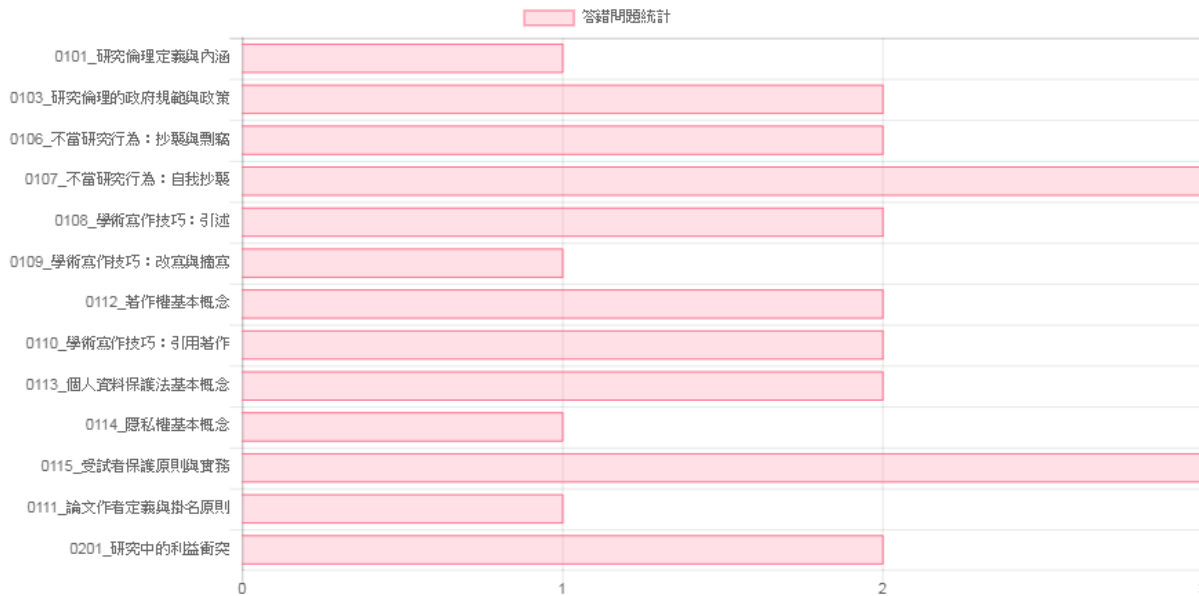 答錯問題統計
0101_研究倫理定義與內涵
0103_研究倫理的政府規範與政策
0106_不當研究行為：抄襲與剽竊
0107_不當研究行為：自我抄襲
0108_學術寫作技巧：引述
0109_學術寫作技巧：改寫與摘寫
0112_著作權基本概念
0110_學術寫作技巧：引用著作
0113_個人資料保護法基本概念
0114_隱私權基本概念
0115_受試者保護原則與實務
0111_論文作者定義與掛名原則
0201_研究中的利益衝突
0 1 2